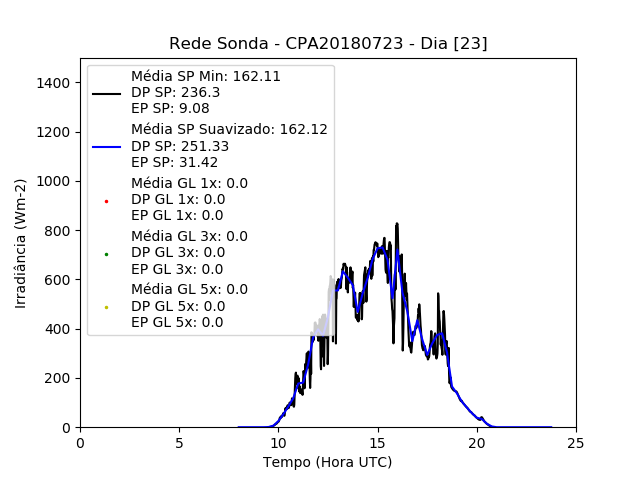 Rede Sonda - CPA20180723 - Dia [23]
Irradiância (Wm-2)
1400
1200
1000
800
600
400
200
0
Média SP Min: 162.11
DP SP: 236.3
EP SP: 9.08
Média SP Suavizado: 162.12
DP SP: 251.33
EP SP: 31.42
Média GL 1x: 0.0
DP GL 1x: 0.0
EP GL 1x: 0.0
Média GL 3x: 0.0
DP GL 3x: 0.0
EP GL 3x: 0.0
Média GL 5x: 0.0
DP GL 5x: 0.0
EP GL 5x: 0.0
0 5 10 15 20 25
Tempo (Hora UTC)